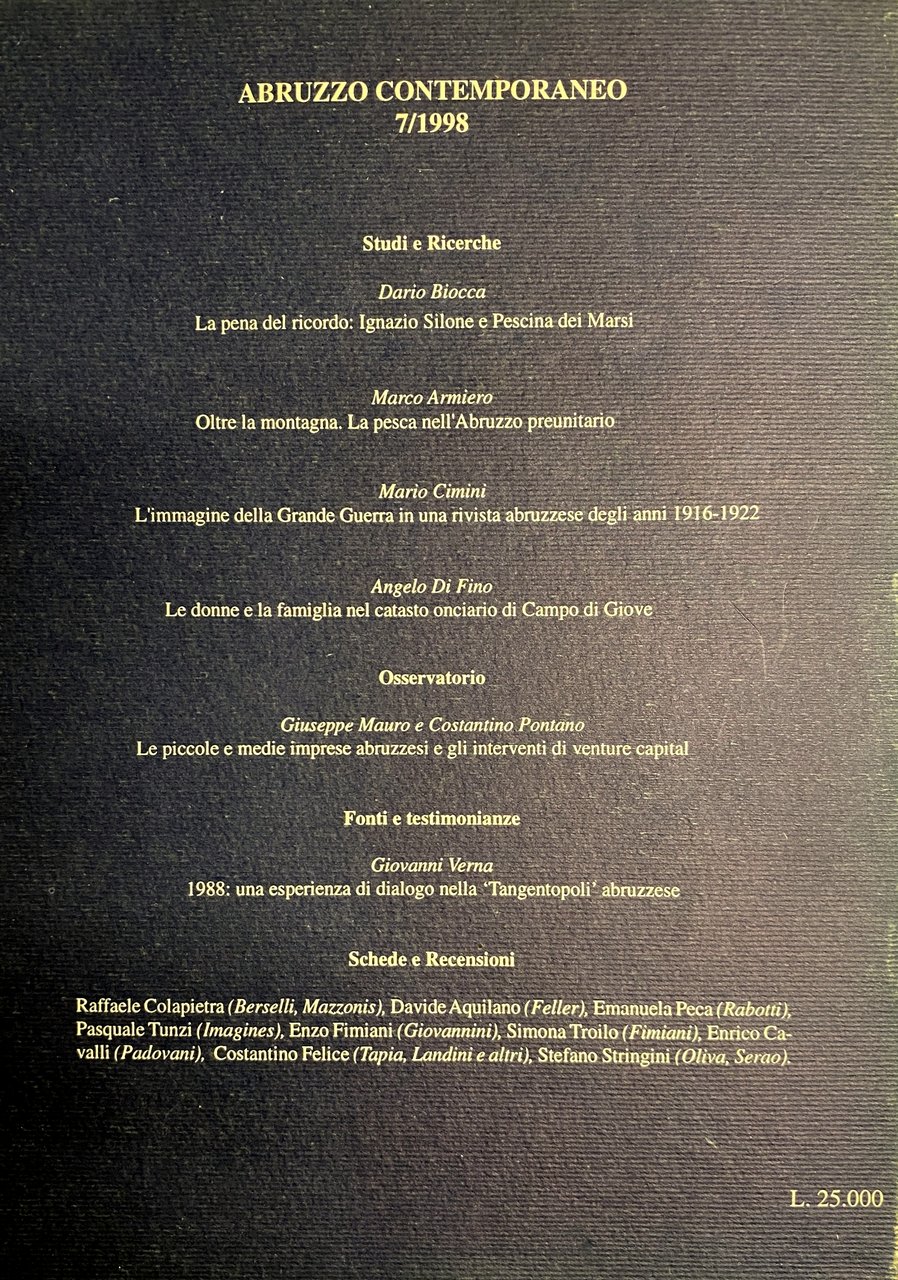 ABRUZZO CONTEMPORANEO
7/1998
Studi e Ricerche
Dario Biocca
La pena del ricordo: Ignazio Silone e Pescina dei Marsi
Marco Armiero
Oltre la montagna. La pesca nell'Abruzzo preunitario
Mario Cimini
L'immagine della Grande Guerra in una rivista abruzzese degli anni 1916-1922
Angelo Di Fino
Le donne e la famiglia nel catasto onciario di Campo di Giove
Osservatorio
Giuseppe Mauro e Costantino Pontano
Le piccole e medie imprese abruzzesi e gli interventi di venture capital
Fonti e testimonianze
Giovanni Verna
1988: una esperienza di dialogo nella ‘Tangentopoli’ abruzzese
Schede e Recensioni
Raffaele Colapietra (Berselli, Mazzonis), Davide Aquilano (Feller), Emanuela Peca (Rabotti),
Pasquale Tunzi (Imagines), Enzo Fimiani (Giovannini), Simona Troilo (Fimiani), Enrico Ca-
valli (Padovani), Costantino Felice (Tapia, Landini e altri), Stefano Stringini (Oliva, Serao).
L. 25.000